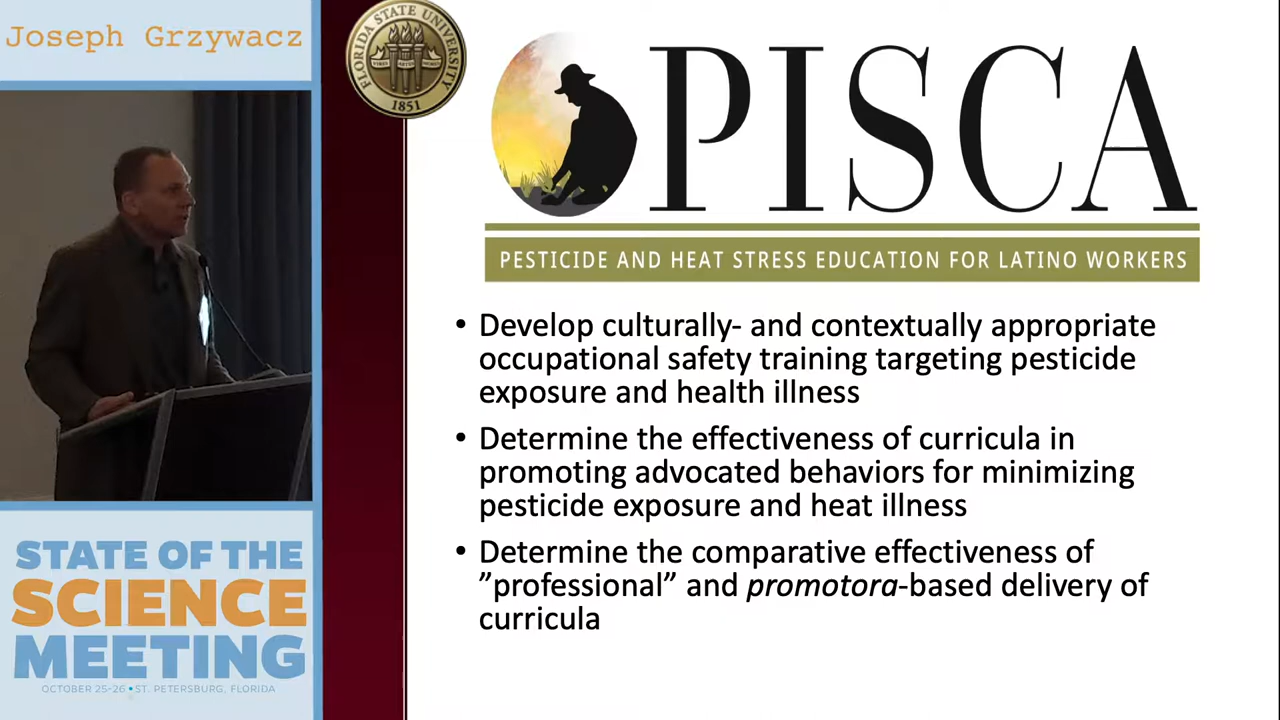 Joseph Grzywacz
FLORIDA STATE UNIVERSITY
1851
PISCA
PESTICIDE AND HEAT STRESS EDUCATION FOR LATINO WORKERS
• Develop culturally- and contextually appropriate
occupational safety training targeting pesticide
exposure and health illness
• Determine the effectiveness of curricula in
promoting advocated behaviors for minimizing
pesticide exposure and heat illness
• Determine the comparative effectiveness of
”professional” and promotora-based delivery of
curricula
STATE OF THE
SCIENCE
MEETING
OCTOBER 25-26 • ST. PETERSBURG, FLORIDA